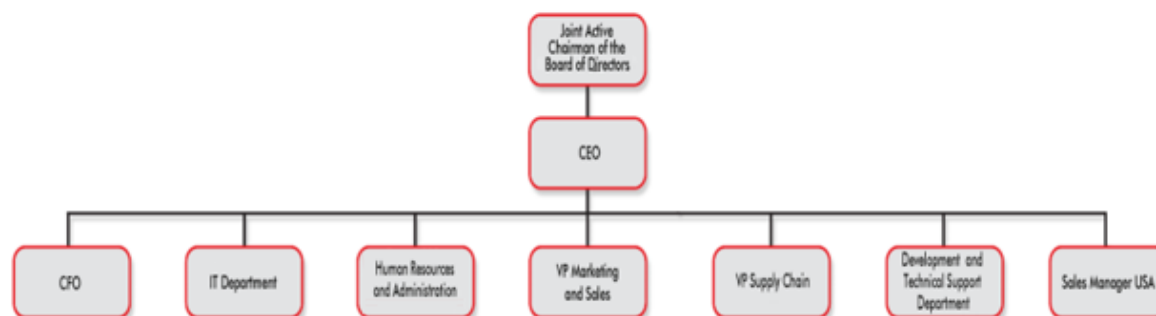 Joint Active
Chairman of the
Board of Directors
CEO
CFO
IT Department
Human Resources
and Administration
VP Marketing
and Sales
VP Supply Chain
Development and
Technical Support
Department
Sales Manager USA